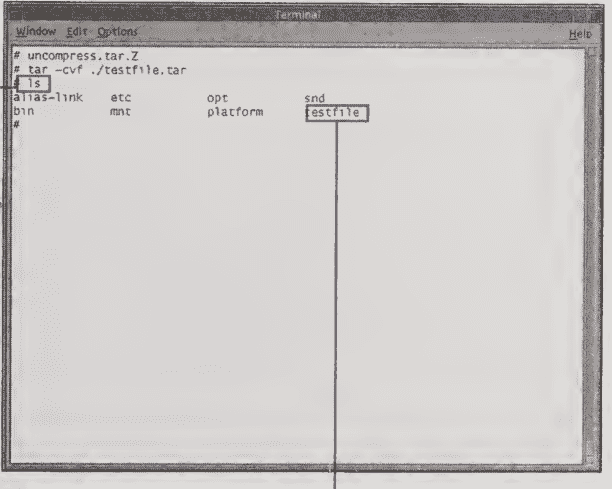 Terminal
Window Edit Options Help
# uncompress.tar.Z
# tar -cvf ./testfile.tar
# ls
alias-link etc opt snd
bin mnt platform testfile
#